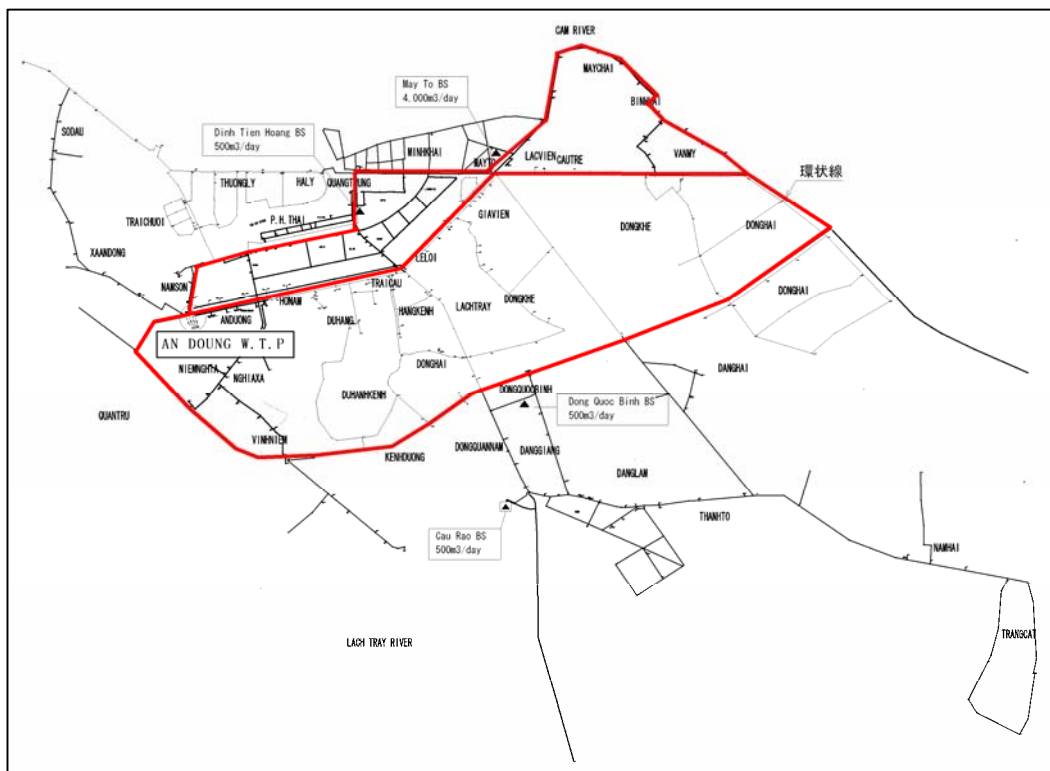 CAM RIVER
MAYCHAI
May To BS
4,000m3/day
SODAU
Dinh Tien Hoang BS
500m3/day
MINHKHAI
MAYTO
LACVIEN
CAUTRE
VANMY
環状線
THUONGLY
HALY
QUANGTRUNG
TRAICHUOI
P.H.THAI
GIAVIEN
DONGKHE
DONGHAI
XAANDONG
LELOI
NAMSON
TRAICAU
DONGHAI
HONAM
ANDUONG
DUHANG
HANGKENH
LACHTRAY
DONGKHE
AN DOUNG W.T.P
NIEMNGHIA
NGHIAXA
DONGHAI
DANGHAI
DUHANHKENH
DONGQUOCBINH
Dong Quoc Binh BS
500m3/day
QUANTRU
VINHNIEM
KENHDUONG
DONGQUANNAM
DANGGIANG
DANGLAM
THANHTO
Cau Rao BS
500m3/day
NAMHAI
LACH TRAY RIVER
TRANGCAT